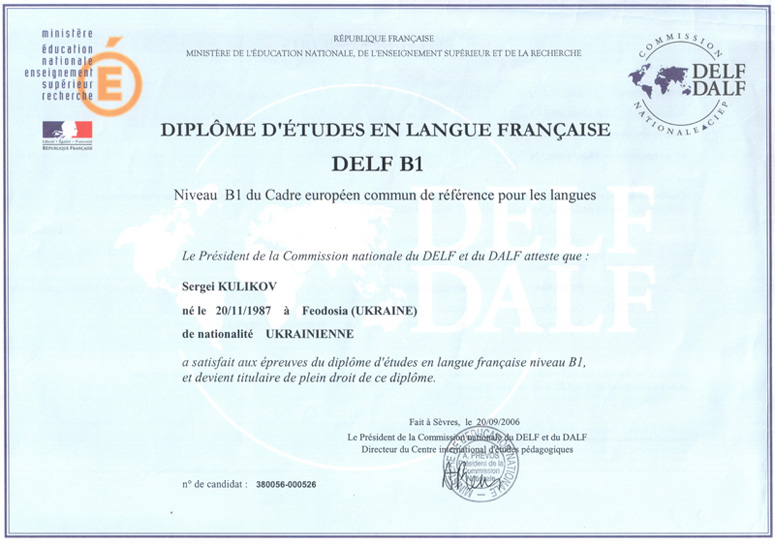 ministère
éducation
nationale
enseignement
supérieur
recherche
Liberté • Égalité • Fraternité
RÉPUBLIQUE FRANÇAISE
RÉPUBLIQUE FRANÇAISE
MINISTÈRE DE L'ÉDUCATION NATIONALE, DE L'ENSEIGNEMENT SUPÉRIEUR ET DE LA RECHERCHE
COMMISSION
DELF
DALF
NATIONALE CIEP
DIPLÔME D'ÉTUDES EN LANGUE FRANÇAISE
DELF B1
Niveau B1 du Cadre européen commun de référence pour les langues
DELF
DALF
Le Président de la Commission nationale du DELF et du DALF atteste que :
Sergei KULIKOV
né le 20/11/1987 à Feodosia (UKRAINE)
de nationalité UKRAINIENNE
a satisfait aux épreuves du diplôme d'études en langue française niveau B1,
et devient titulaire de plein droit de ce diplôme.
Fait à Sèvres, le 20/09/2006
Le Président de la Commission nationale du DELF et du DALF
Directeur du Centre international d'études pédagogiques
A. PREVOS
Président de la
Commission
n° de candidat : 380056-000526